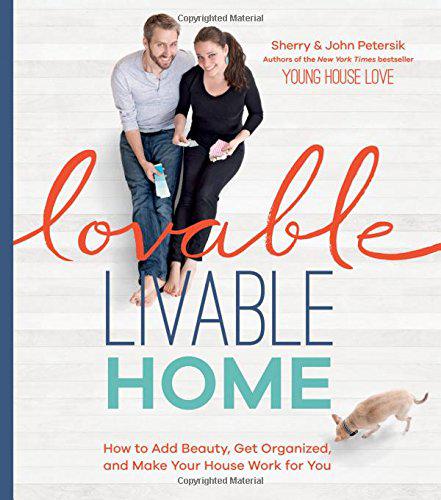 Copyrighted Material
Sherry & John Petersik
Authors of the New York Times bestseller
YOUNG HOUSE LOVE
lovable
LIVABLE
HOME
How to Add Beauty, Get Organized,
and Make Your House Work for You
Copyrighted Material